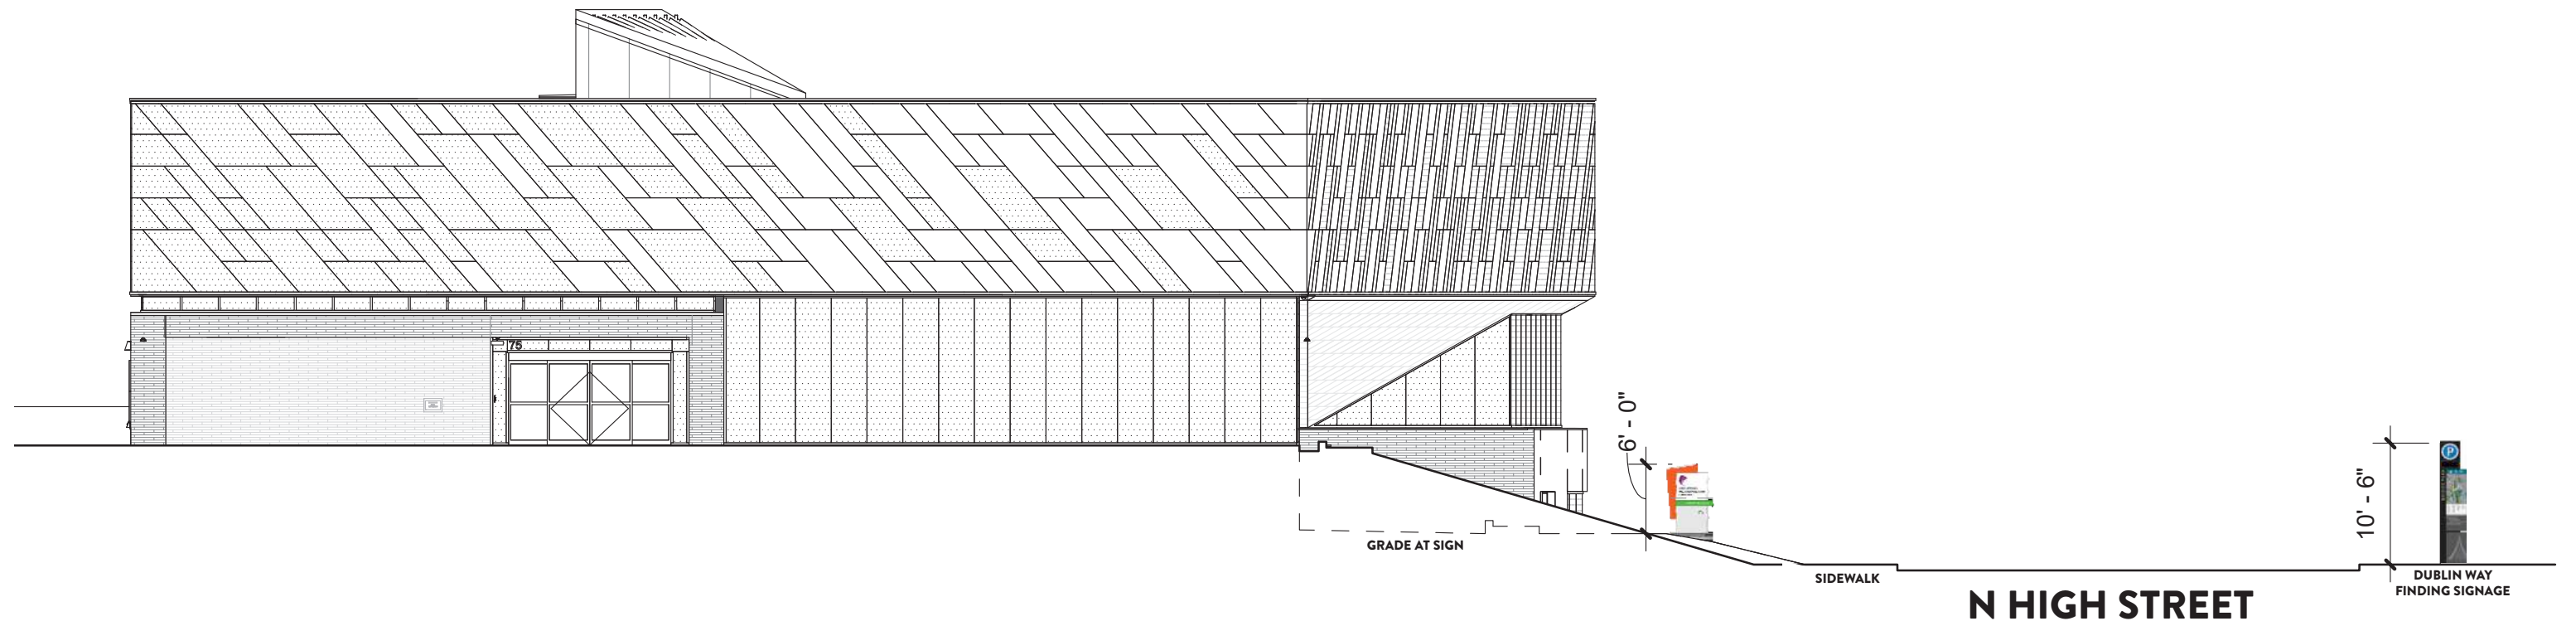 75
6' - 0"
10' - 6"
P
GRADE AT SIGN
SIDEWALK
N HIGH STREET
DUBLIN WAY
FINDING SIGNAGE